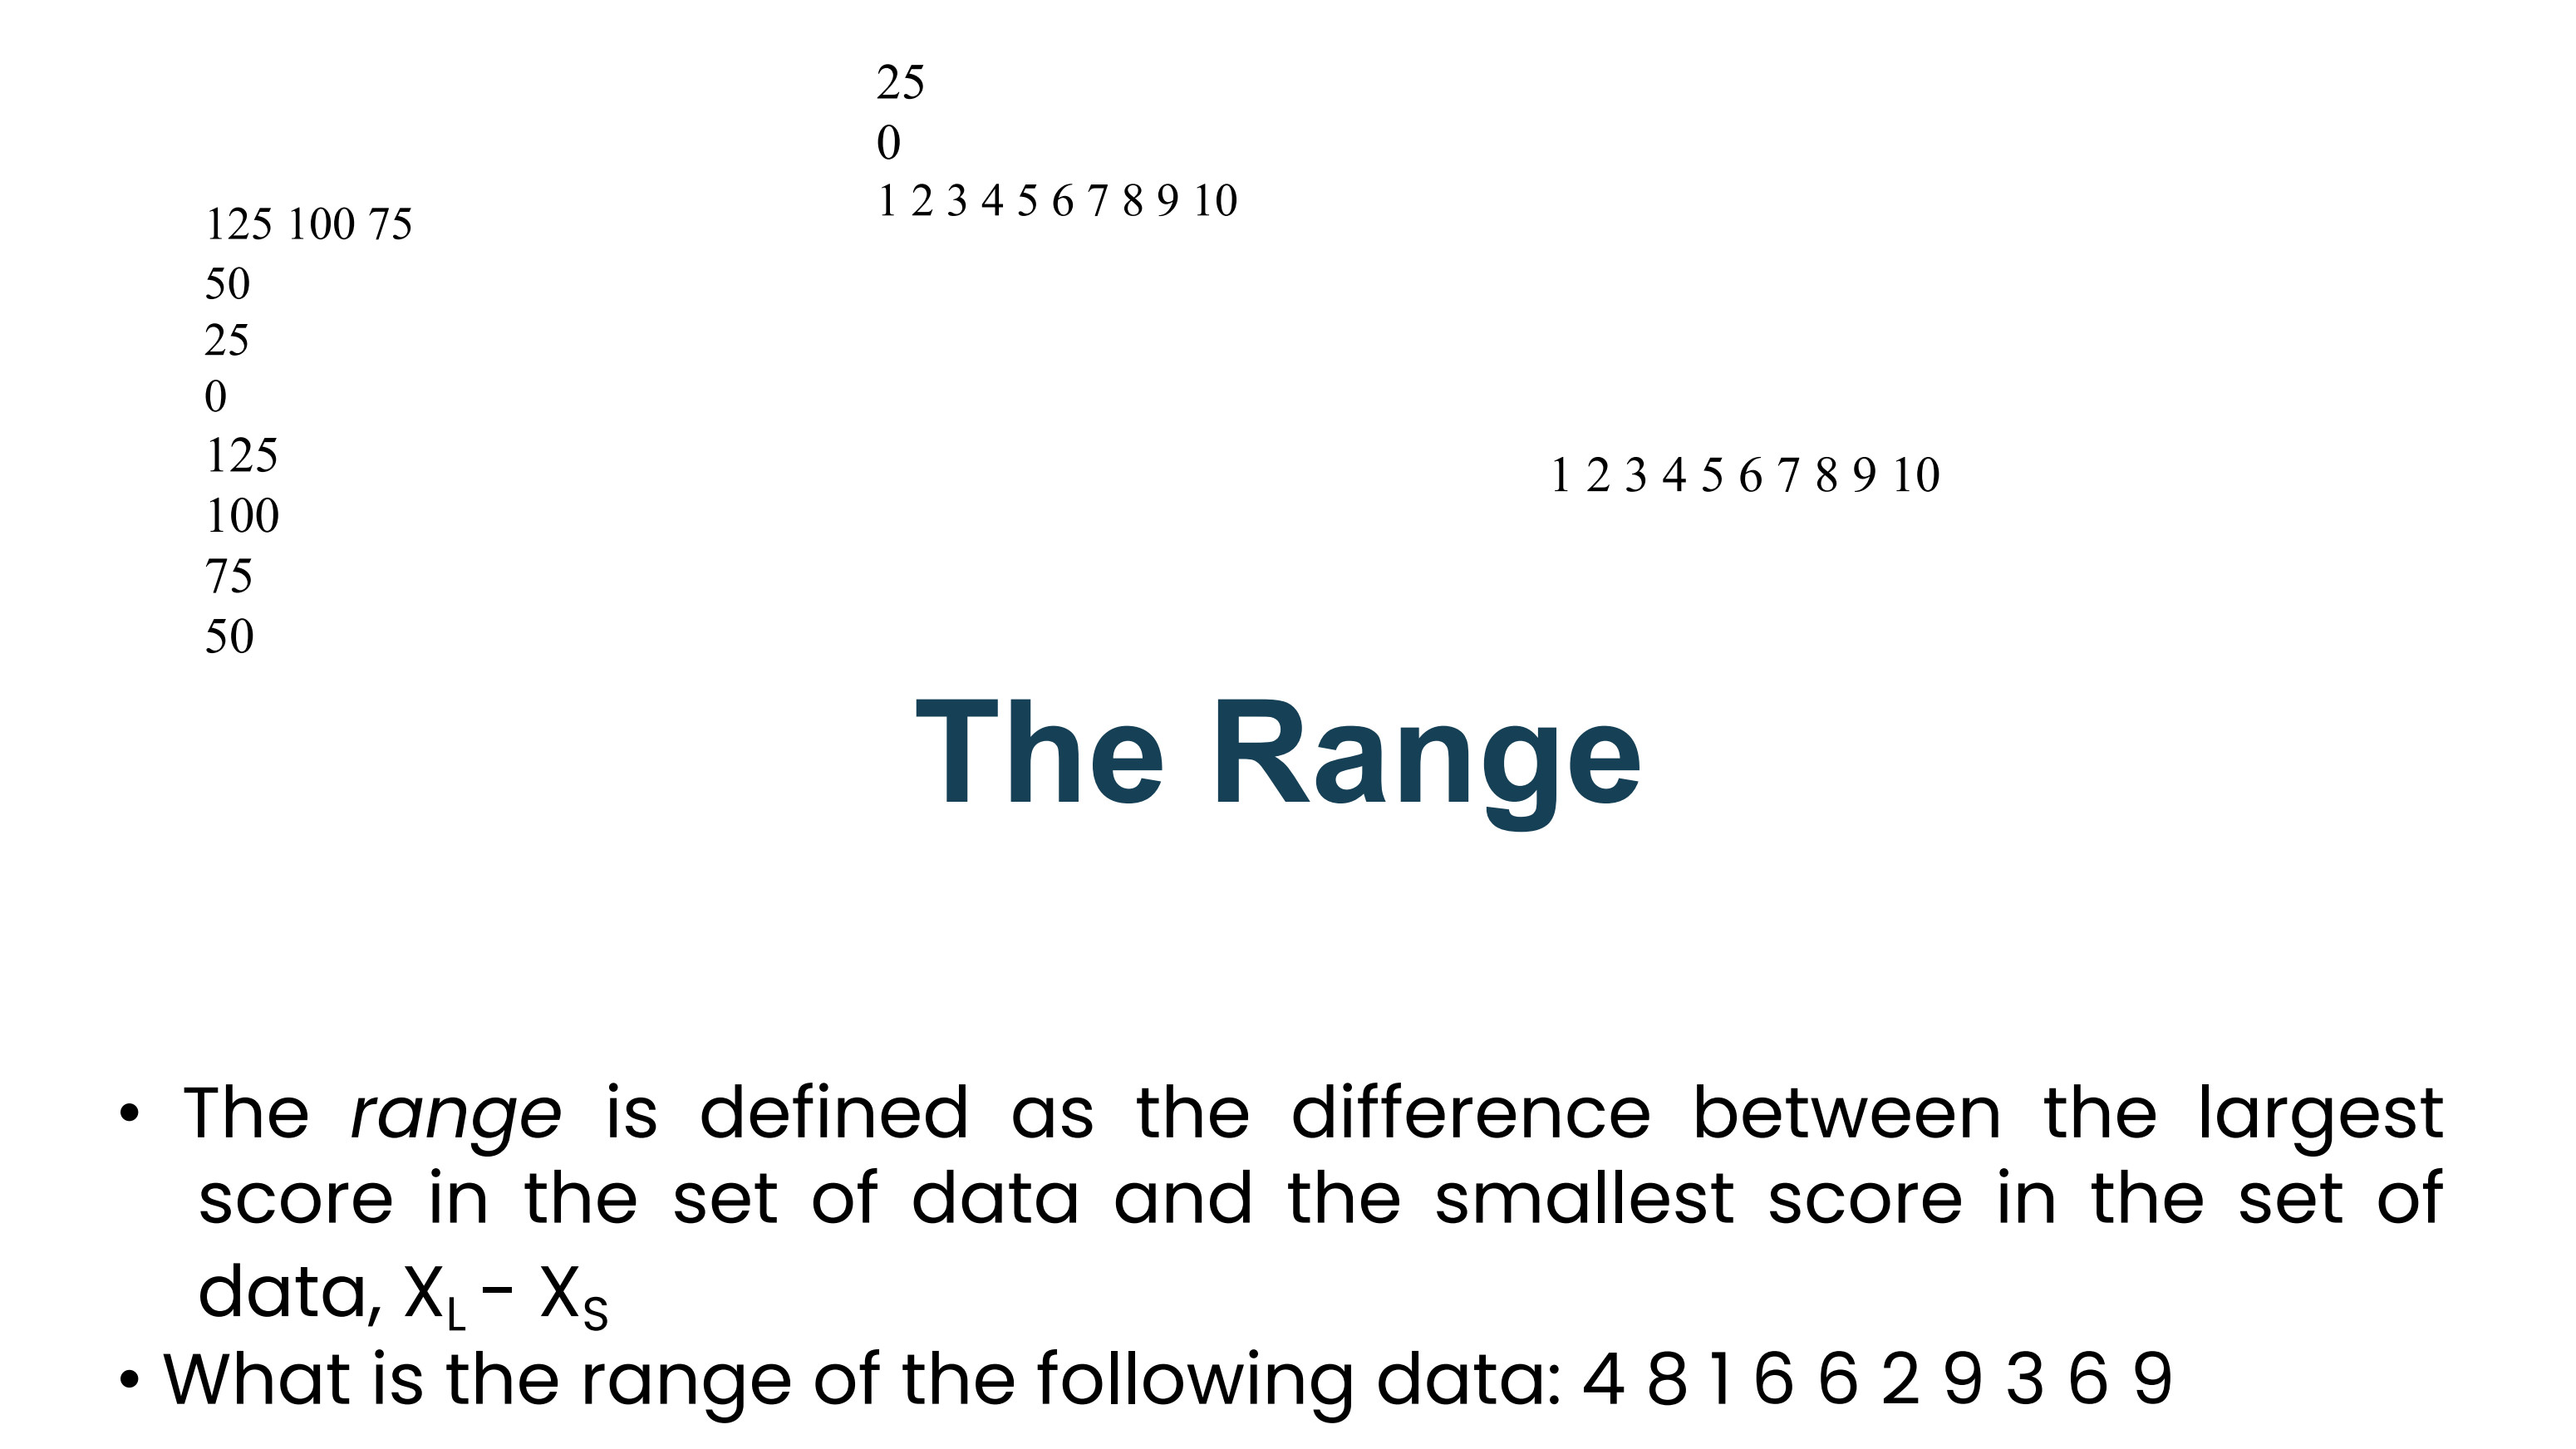 25
0
1 2 3 4 5 6 7 8 9 10
125 100 75
50
25
0
125
100
75
50
1 2 3 4 5 6 7 8 9 10
The Range
• The range is defined as the difference between the largest
score in the set of data and the smallest score in the set of
data, XL - XS
• What is the range of the following data: 4 8 1 6 6 2 9 3 6 9